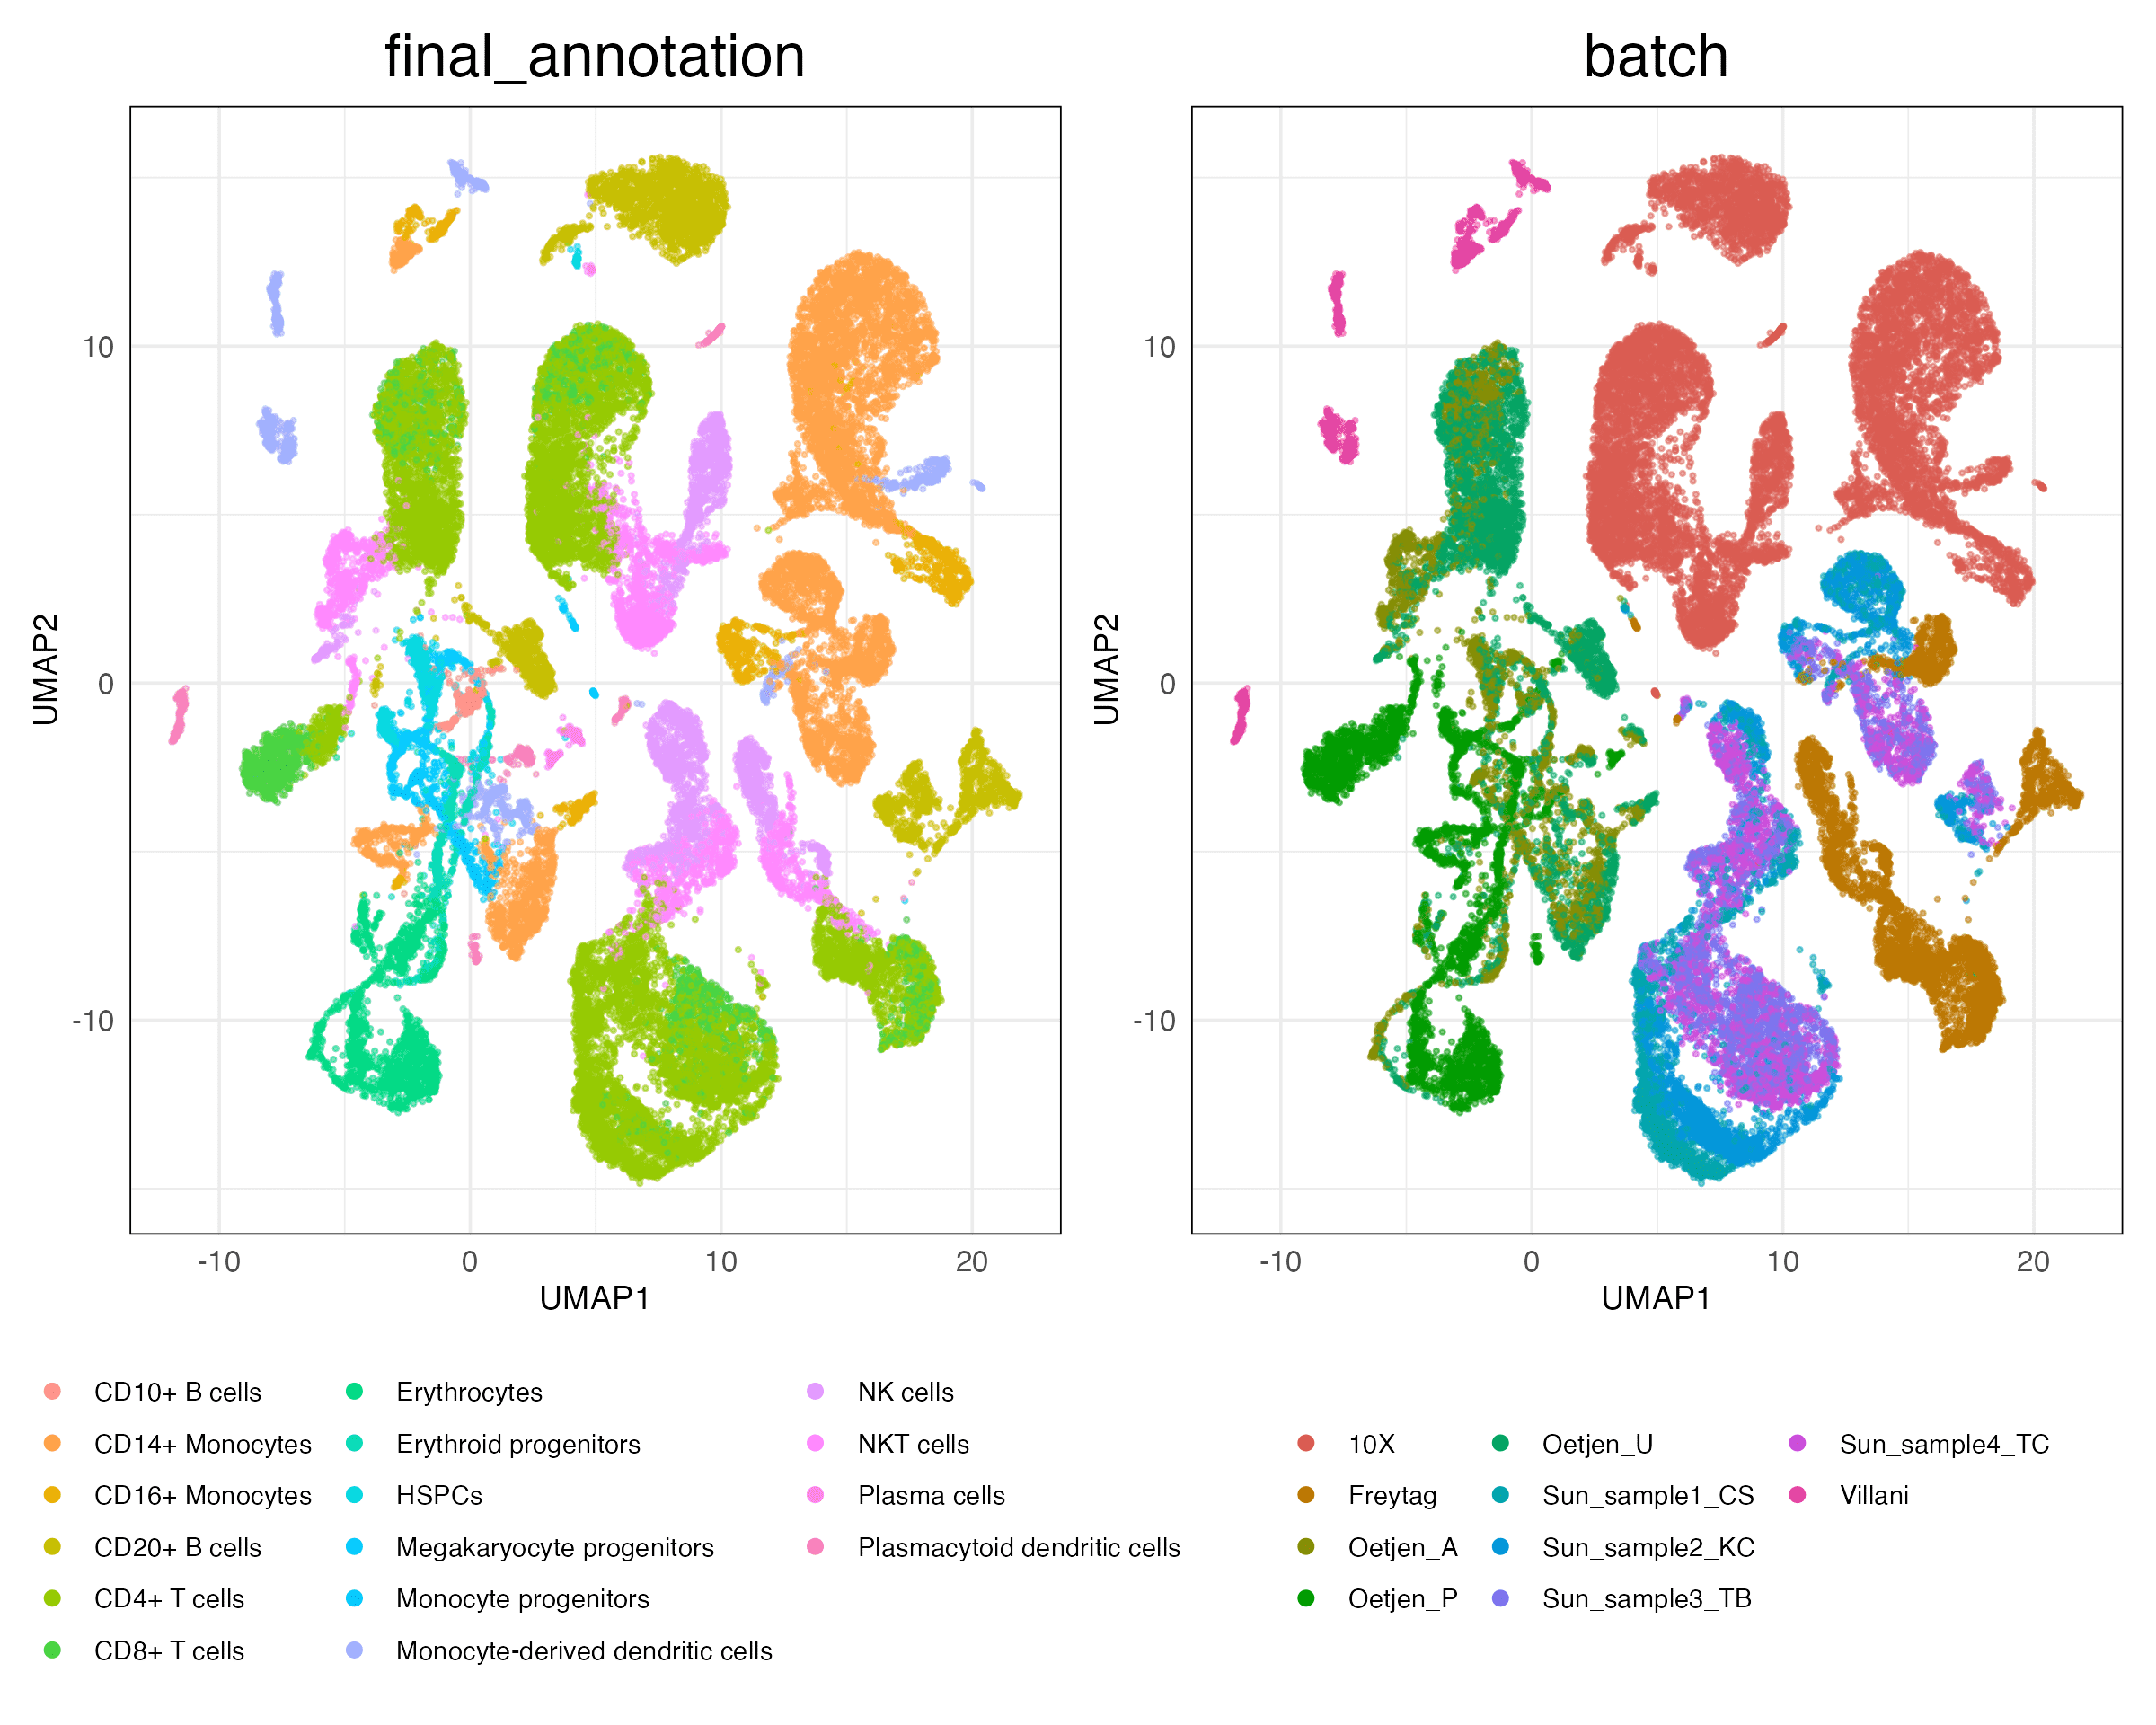 final_annotation
UMAP2
10
0
-10
-10
0
10
20
UMAP1
batch
UMAP2
10
0
-10
-10
0
10
20
UMAP1
CD10+ B cells
CD14+ Monocytes
CD16+ Monocytes
CD20+ B cells
CD4+ T cells
CD8+ T cells
Erythrocytes
Erythroid progenitors
HSPCs
Megakaryocyte progenitors
Monocyte progenitors
Monocyte-derived dendritic cells
NK cells
NKT cells
Plasma cells
Plasmacytoid dendritic cells
10X
Freytag
Oetjen_A
Oetjen_P
Oetjen_U
Sun_sample1_CS
Sun_sample2_KC
Sun_sample3_TB
Sun_sample4_TC
Villani